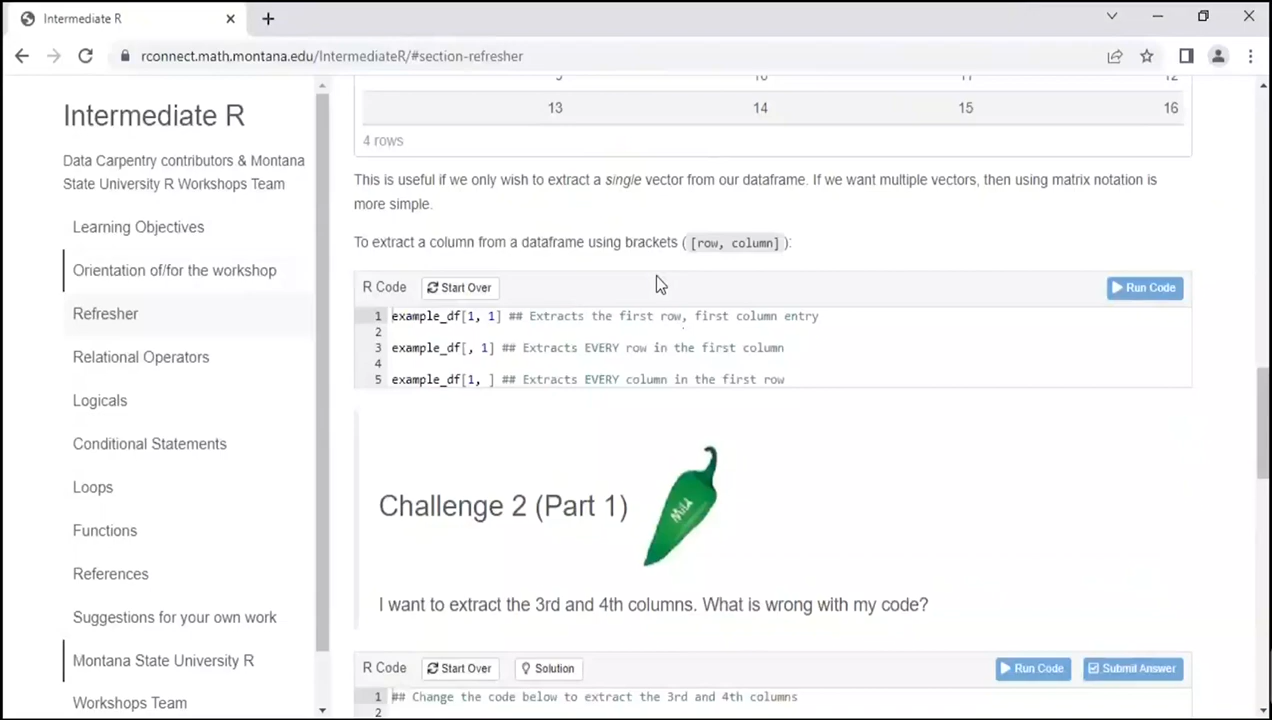 Intermediate R
rconnect.math.montana.edu/IntermediateR/#section-refresher
Intermediate R
Data Carpentry contributors & Montana
State University R Workshops Team
Learning Objectives
Orientation of/for the workshop
Refresher
Relational Operators
Logicals
Conditional Statements
Loops
Functions
References
Suggestions for your own work
Montana State University R
Workshops Team
9 10 11 12
13 14 15 16
4 rows
This is useful if we only wish to extract a single vector from our dataframe. If we want multiple vectors, then using matrix notation is
more simple.
To extract a column from a dataframe using brackets ( [row, column] ):
R Code Start Over Run Code
1 example_df[1, 1] ## Extracts the first row, first column entry
2
3 example_df[, 1] ## Extracts EVERY row in the first column
4
5 example_df[1, ] ## Extracts EVERY column in the first row
Challenge 2 (Part 1)
Mild
I want to extract the 3rd and 4th columns. What is wrong with my code?
R Code Start Over Solution Run Code Submit Answer
1 ## Change the code below to extract the 3rd and 4th columns
2